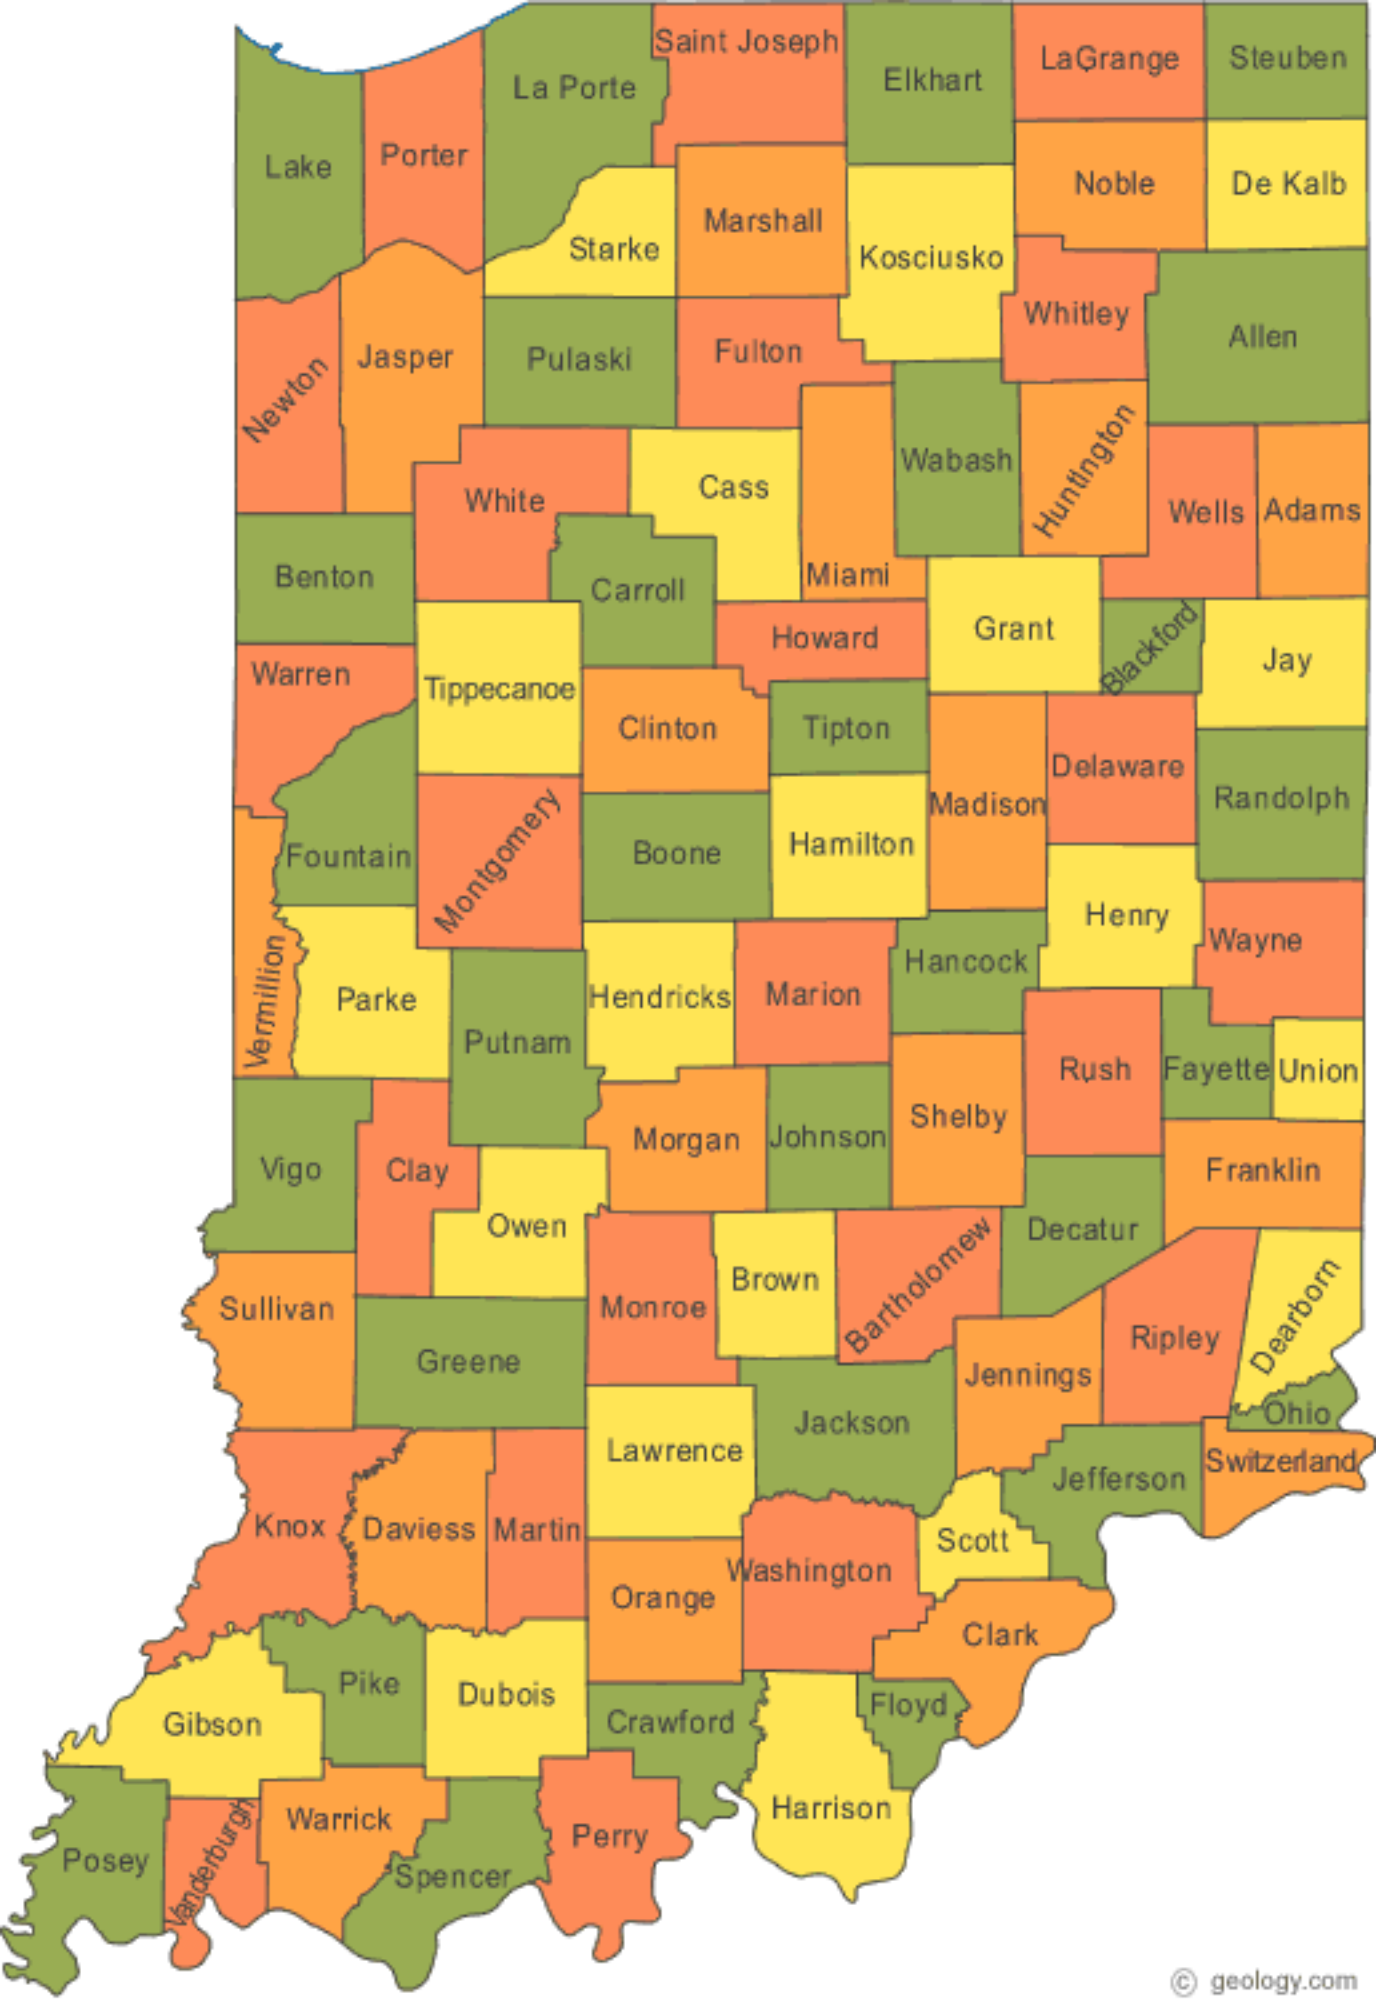 Saint Joseph
LaGrange
Steuben
La Porte
Elkhart
Lake
Porter
Noble
De Kalb
Marshall
Starke
Kosciusko
Whitley
Allen
Newton
Jasper
Pulaski
Fulton
White
Cass
Wabash
Huntington
Wells
Adams
Benton
Carroll
Miami
Howard
Grant
Blackford
Jay
Warren
Tippecanoe
Clinton
Tipton
Delaware
Madison
Randolph
Fountain
Montgomery
Boone
Hamilton
Henry
Wayne
Vermillion
Parke
Hendricks
Marion
Hancock
Putnam
Rush
Fayette
Union
Shelby
Morgan
Johnson
Vigo
Clay
Franklin
Owen
Decatur
Sullivan
Monroe
Brown
Bartholomew
Ripley
Dearborn
Greene
Jennings
Ohio
Lawrence
Jackson
Jefferson
Switzerland
Knox
Daviess
Martin
Scott
Orange
Washington
Clark
Pike
Dubois
Gibson
Crawford
Floyd
Harrison
Warrick
Perry
Posey
Vanderburgh
Spencer
© geology.com